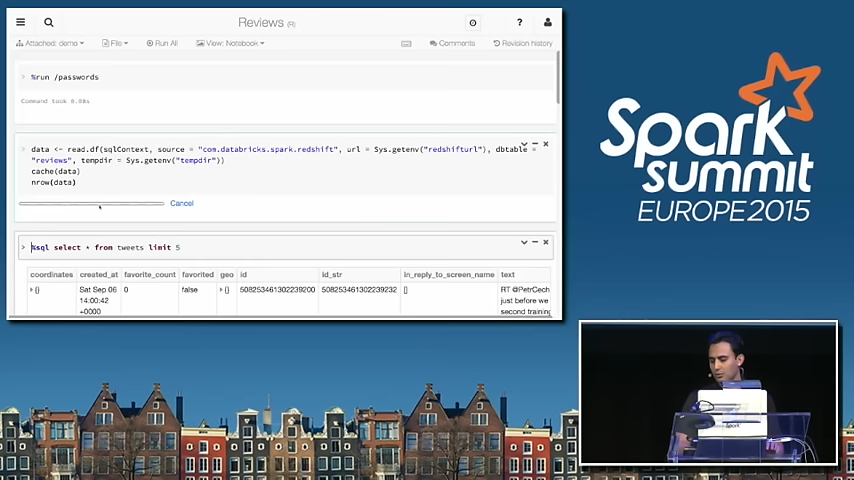 Reviews (R)
?
Attached: demo
File
Run All
View: Notebook
Comments
Revision history
> %run /passwords
Command took 0.80s
> data <- read.df(sqlContext, source = "com.databricks.spark.redshift", url = Sys.getenv("redshifturl"), dbtable =
"reviews", tempdir = Sys.getenv("tempdir"))
cache(data)
nrow(data)
Cancel
> %sql select * from tweets limit 5
coordinates created_at favorite_count favorited geo id id_str in_reply_to_screen_name text
{} Sat Sep 06 0 false {} 508253461302239200 508253461302239232 [] RT @PetrCech
14:00:42 just before we
+0000 second training
Spark
summit
EUROPE 2015
Spark